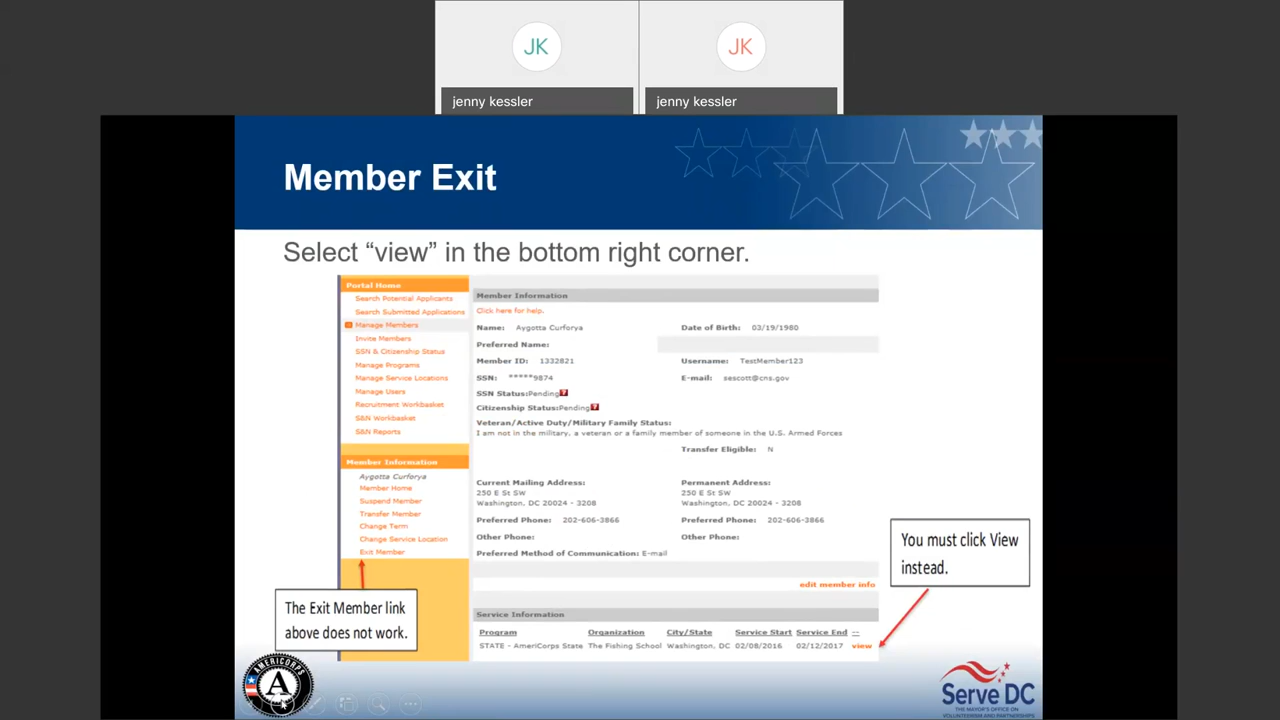 JK
JK
jenny kessler
jenny kessler
Member Exit
Select “view” in the bottom right corner.
Portal Home
Search Potential Applicants
Search Submitted Applications
Manage Members
Invite Members
SSN & Citizenship Status
Manage Programs
Manage Service Locations
Manage Users
Recruitment Workbasket
S&N Workbasket
S&N Reports
Member Information
Aygotta Curforya
Member Home
Suspend Member
Transfer Member
Change Term
Change Service Location
Exit Member
The Exit Member link
above does not work.
Member Information
Click here for help.
Name: Aygotta Curforya Date of Birth: 03/19/1980
Preferred Name:
Member ID: 1332821 Username: TestMember123
SSN: *****9874 E-mail: sescott@cns.gov
SSN Status:Pending
Citizenship Status:Pending
Veteran/Active Duty/Military Family Status:
I am not in the military, a veteran or a family member of someone in the U.S. Armed Forces
Transfer Eligible: N
Current Mailing Address: Permanent Address:
250 E St SW 250 E St SW
Washington, DC 20024 - 3208 Washington, DC 20024 - 3208
Preferred Phone: 202-606-3866 Preferred Phone: 202-606-3866
Other Phone: Other Phone:
Preferred Method of Communication: E-mail
edit member info
Service Information
Program Organization City/State Service Start Service End --
STATE - AmeriCorps State The Fishing School Washington, DC 02/08/2016 02/12/2017 view
You must click View
instead.
AMERICORPS
A
Serve DC
THE MAYOR'S OFFICE ON
VOLUNTEERISM AND PARTNERSHIPS